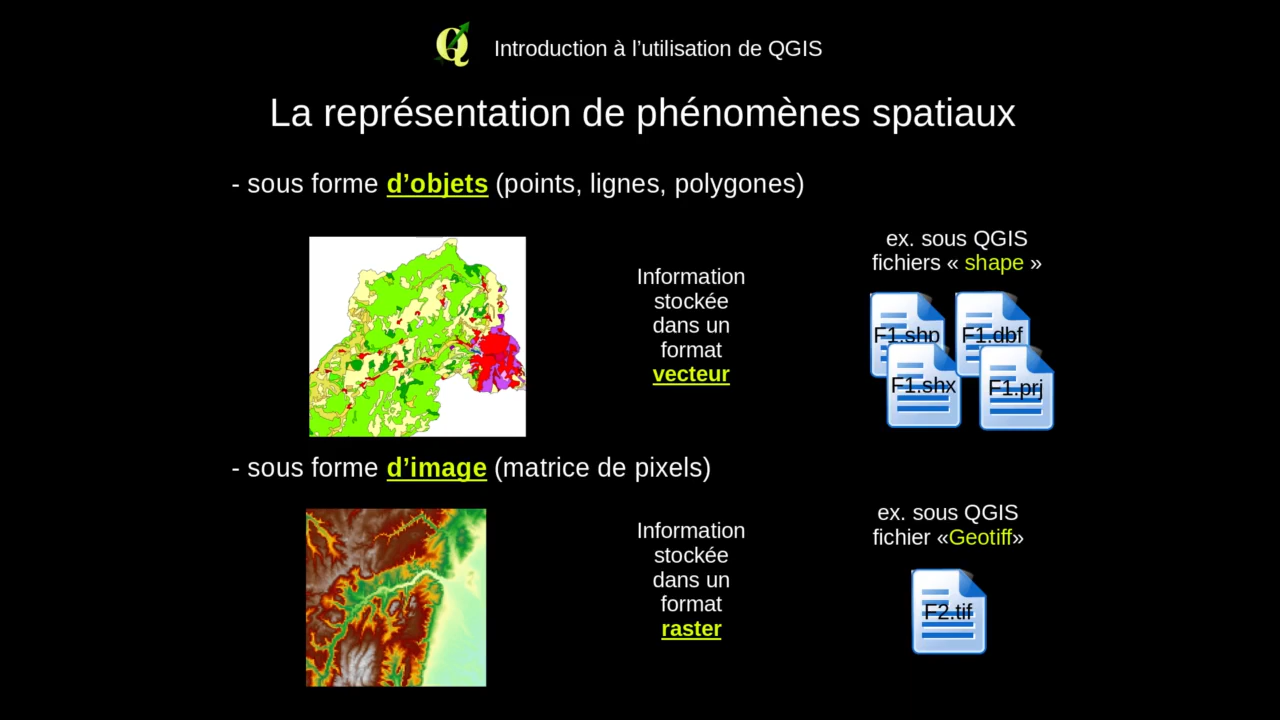 Introduction à l’utilisation de QGIS
La représentation de phénomènes spatiaux
- sous forme d’objets (points, lignes, polygones)
Information
stockée
dans un
format
vecteur
ex. sous QGIS
fichiers « shape »
F1.shp
F1.dbf
F1.shx
F1.prj
- sous forme d’image (matrice de pixels)
Information
stockée
dans un
format
raster
ex. sous QGIS
fichier «Geotiff»
F2.tif